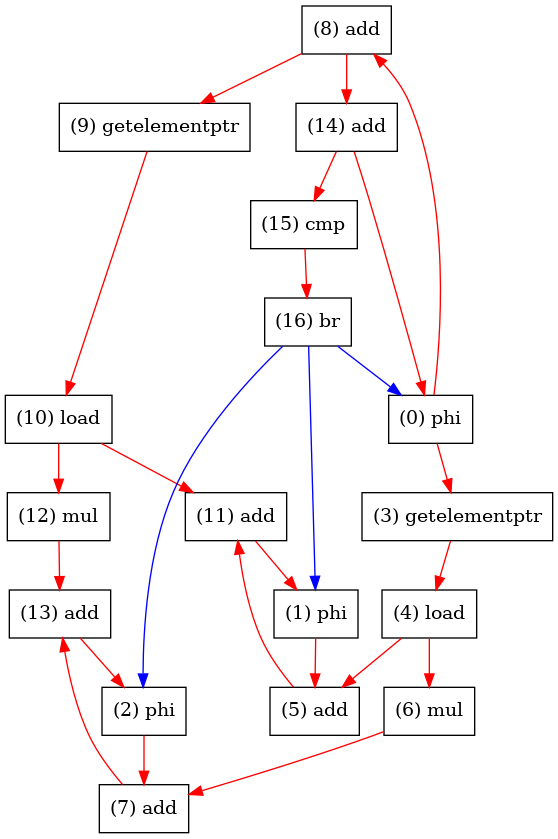 (8) add
(9) getelementptr
(14) add
(15) cmp
(16) br
(10) load
(0) phi
(12) mul
(11) add
(3) getelementptr
(13) add
(1) phi
(4) load
(2) phi
(5) add
(6) mul
(7) add